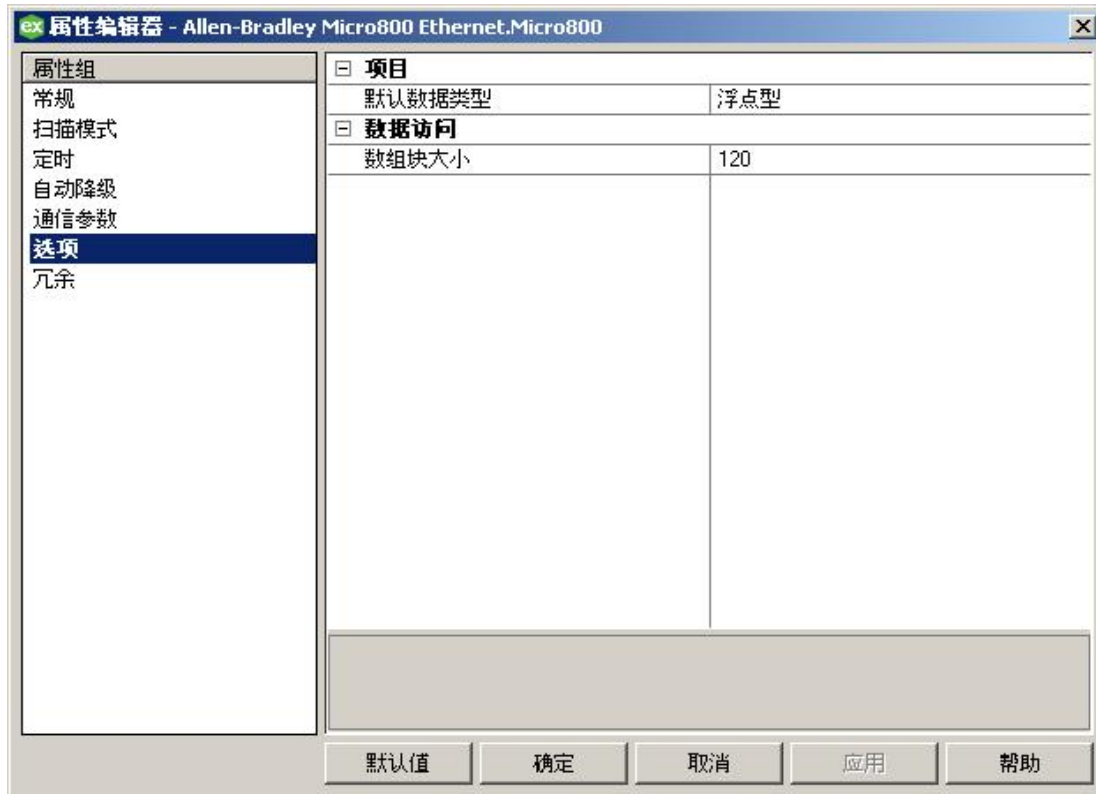 ex 属性编辑器 - Allen-Bradley Micro800 Ethernet.Micro800
属性组
常规
扫描模式
定时
自动降级
通信参数
选项
冗余
项目
默认数据类型 浮点型
数据访问
数组块大小 120
默认值 确定 取消 应用 帮助